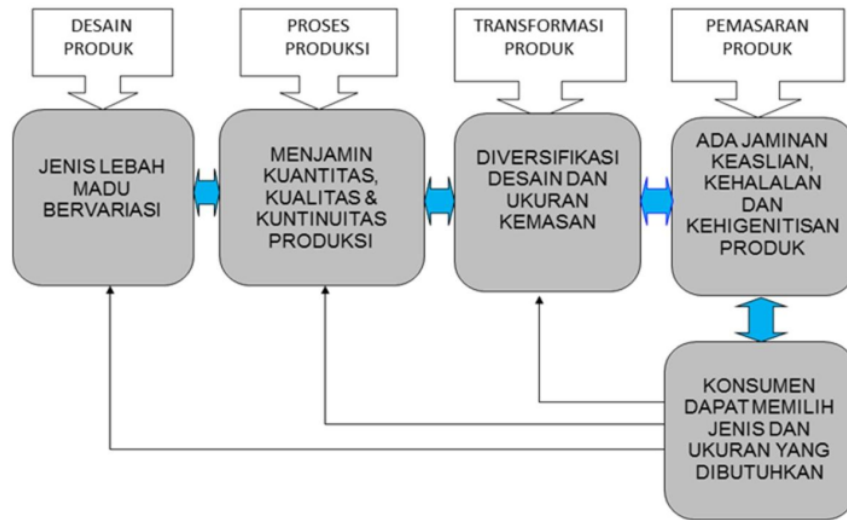 DESAIN
PRODUK
PROSES
PRODUKSI
TRANSFORMASI
PRODUK
PEMASARAN
PRODUK
JENIS LEBAH
MADU
BERVARIASI
MENJAMIN
KUANTITAS,
KUALITAS &
KUNTINUITAS
PRODUKSI
DIVERSIFIKASI
DESAIN DAN
UKURAN
KEMASAN
ADA JAMINAN
KEASLIAN,
KEHALALAN
DAN
KEHIGENITISAN
PRODUK
KONSUMEN
DAPAT MEMILIH
JENIS DAN
UKURAN YANG
DIBUTUHKAN